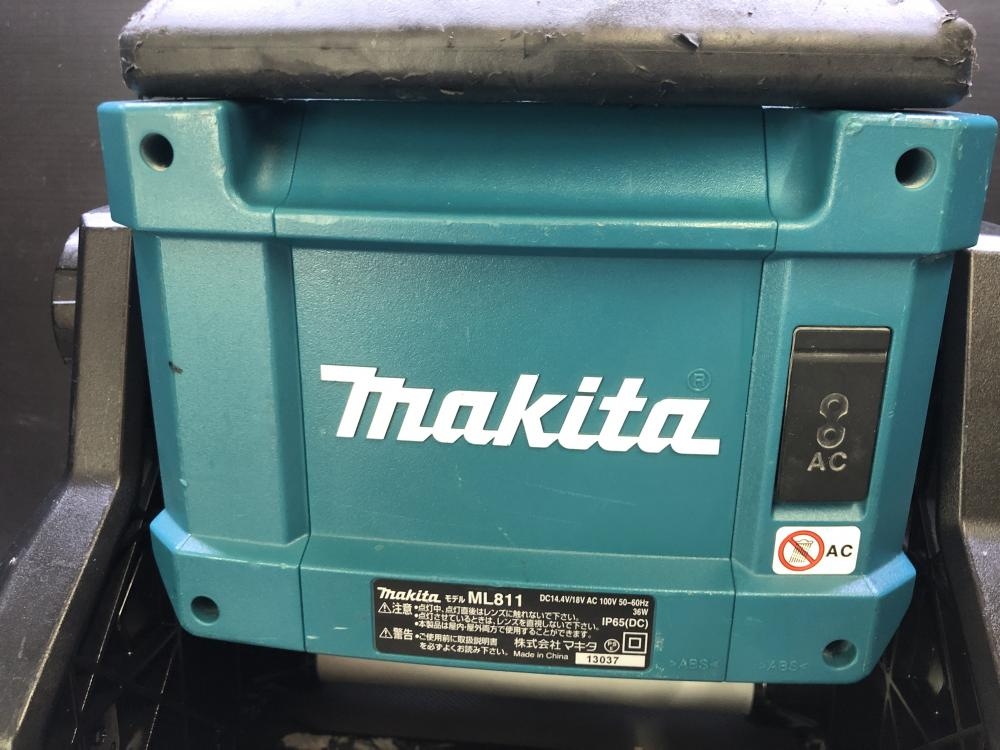 makita®
AC
AC
makita モデル ML811 DC14.4V/18V AC 100V 50-60Hz
36W
⚠注意 •点灯中、点灯直後はレンズに触れないで下さい。
•点灯させているときは、レンズを直視しないで下さい。
•本製品は屋内・屋外両方で使用することができます。
IP65(DC)
⚠警告 •ご使用前に取扱説明書
を必ずよくお読み下さい。
株式会社 マキタ
Made in China
13037
>ABS<
>ABS<